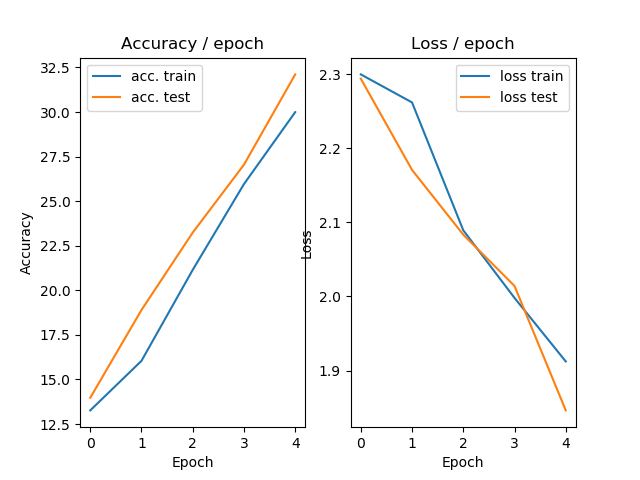 Accuracy / epoch
32.5
30.0
27.5
25.0
22.5
20.0
17.5
15.0
12.5
Accuracy
acc. train
acc. test
0 1 2 3 4
Epoch
Loss / epoch
2.3
2.2
2.1
2.0
1.9
Loss
loss train
loss test
0 1 2 3 4
Epoch